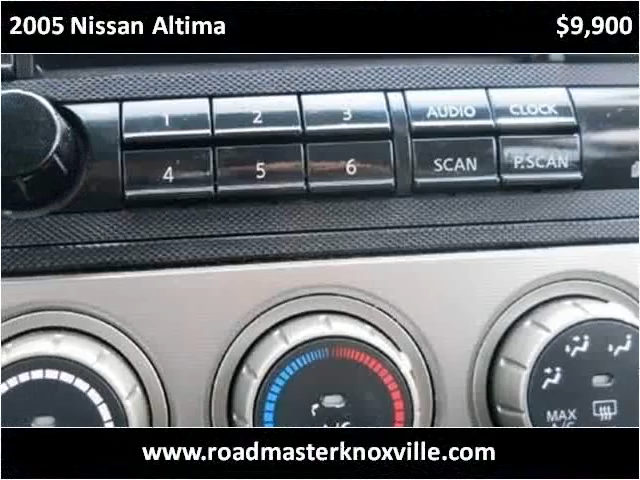 2005 Nissan Altima $9,900
1 2 3 AUDIO CLOCK
4 5 6 SCAN P.SCAN
MAX
A/C
www.roadmasterknoxville.com